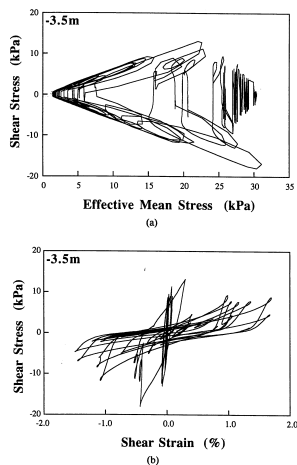 -3.5m
20
10
0
-10
-20
Shear Stress (kPa)
0 5 10 15 20 25 30 35
Effective Mean Stress (kPa)
(a)
-3.5m
20
10
0
-10
-20
Shear Stress (kPa)
-2.0 -1.0 0.0 1.0 2.0
Shear Strain (%)
(b)